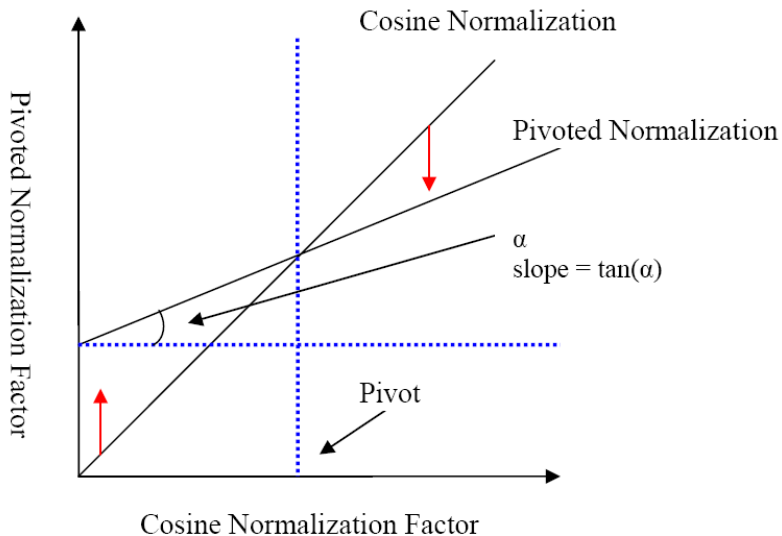 Cosine Normalization
Pivoted Normalization
α
slope = tan(α)
Pivot
Pivoted Normalization Factor
Cosine Normalization Factor